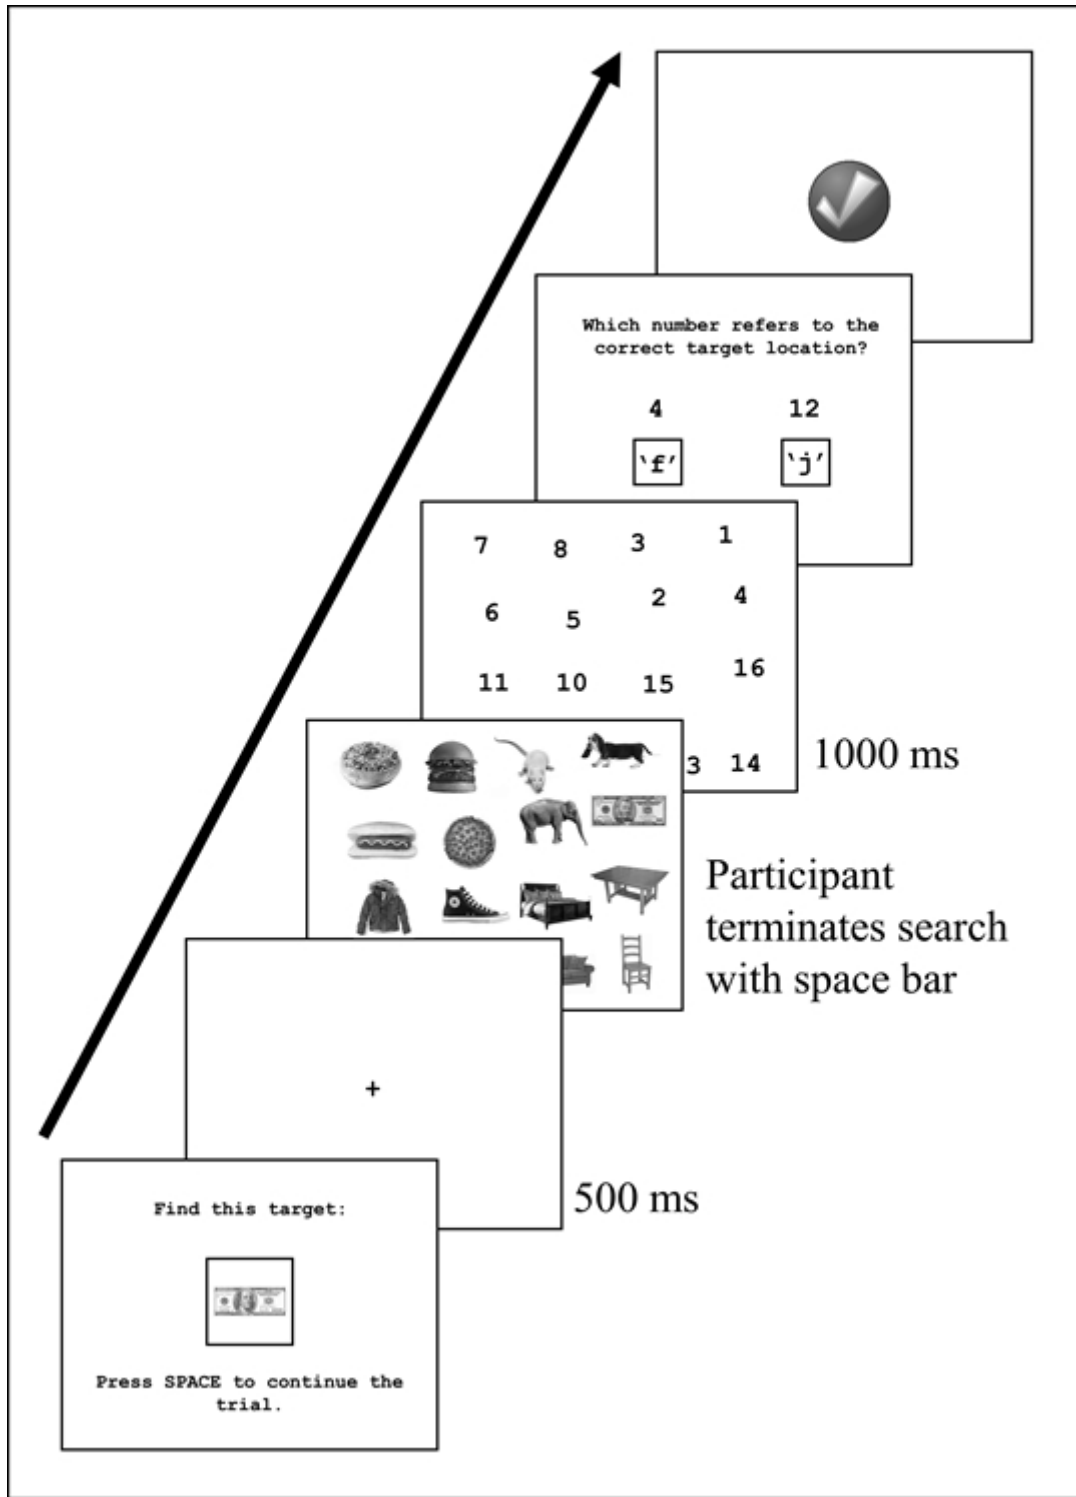 Which number refers to the
correct target location?
4 12
'f' 'j'
7 8 3 1
6 5 2 4
11 10 15 16
3 14
1000 ms
Participant
terminates search
with space bar
+
500 ms
Find this target:
Press SPACE to continue the
trial.